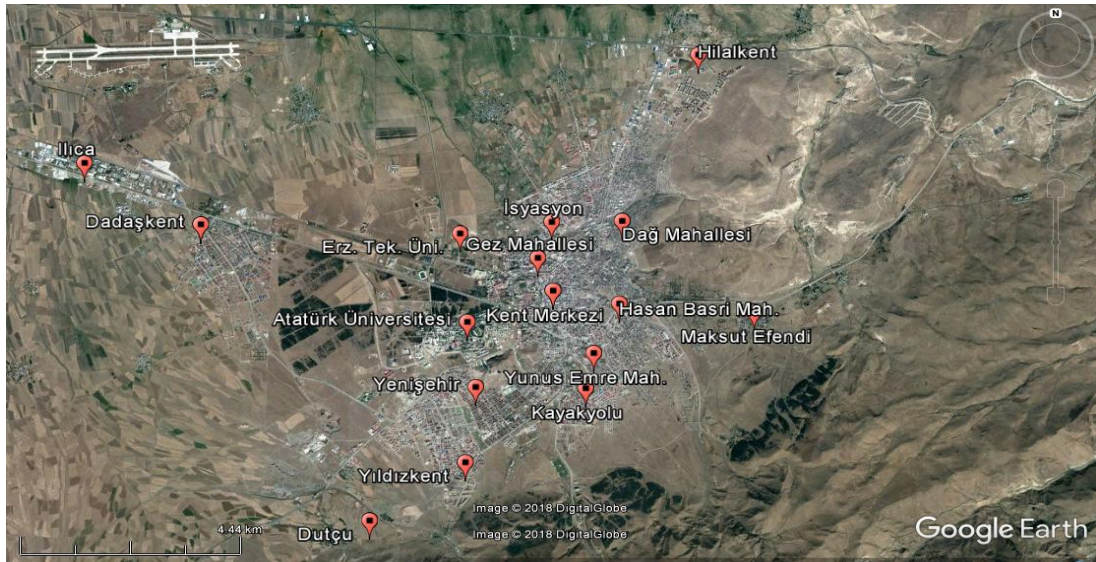 N
Hilalkent
Ilıca
İsyasyon
Dadaşkent
Dağ Mahallesi
Erz. Tek. Üni.
Gez Mahallesi
Kent Merkezi
Hasan Basri Mah.
Atatürk Üniversitesi
Maksut Efendi
Yenişehir
Yunus Emre Mah.
Kayakyolu
Yıldızkent
Image © 2018 DigitalGlobe
4.44 km
Dutçu
Image © 2018 DigitalGlobe
Google Earth